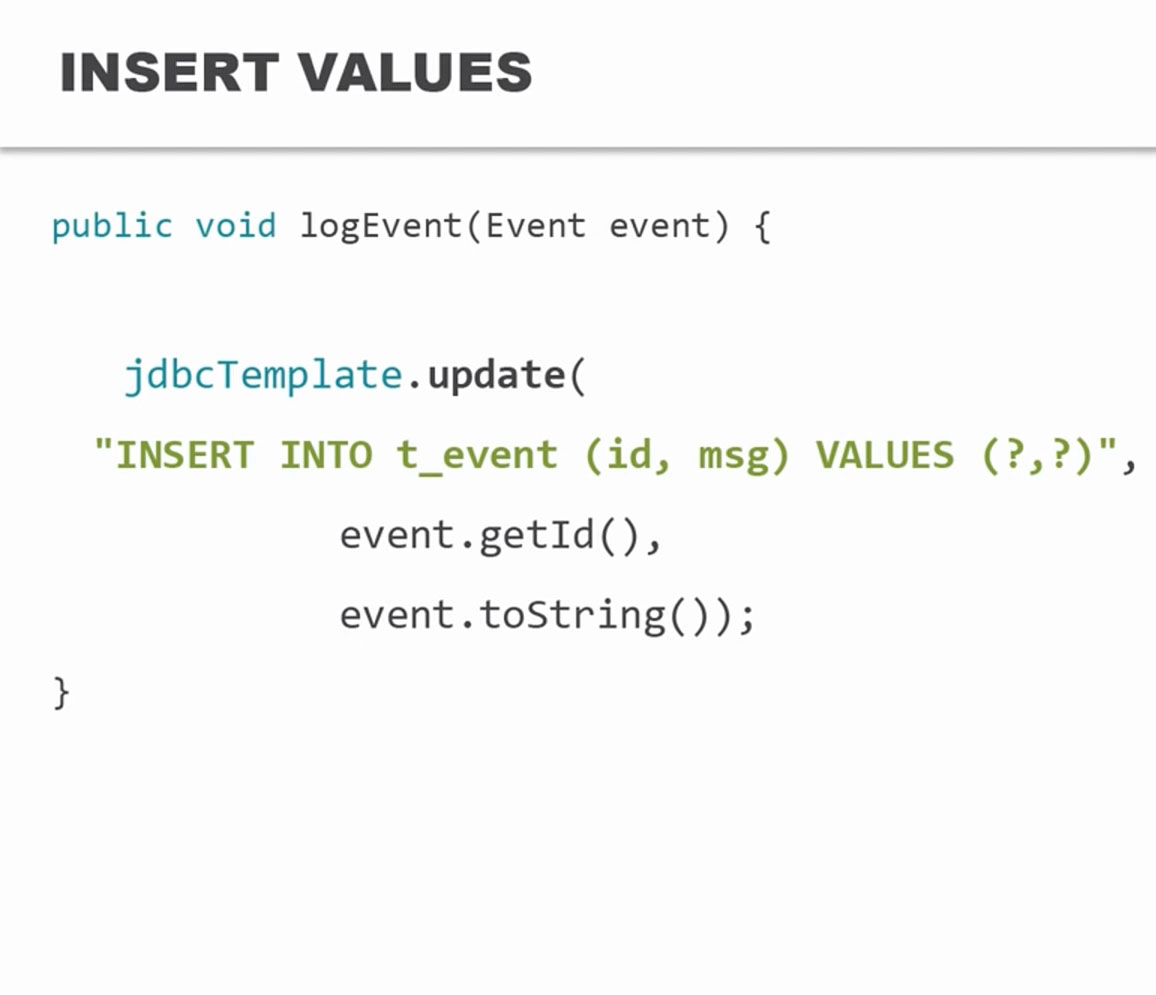 INSERT VALUES
public void logEvent(Event event) {
jdbcTemplate.update(
"INSERT INTO t_event (id, msg) VALUES (?,?)",
event.getId(),
event.toString());
}